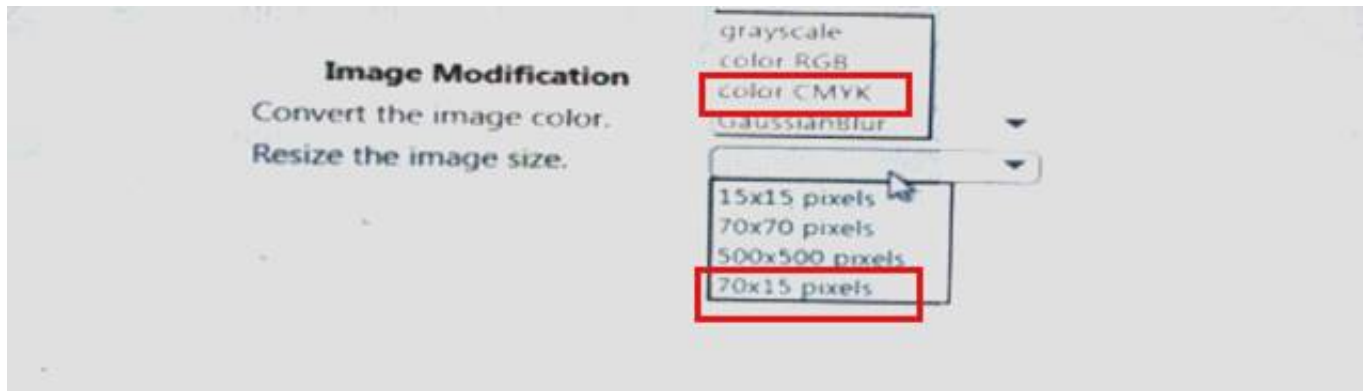 grayscale
color RGB
Image Modification
color CMYK
Convert the image color.
GaussianBlur
Resize the image size.
15x15 pixels
70x70 pixels
500x500 pixels
70x15 pixels